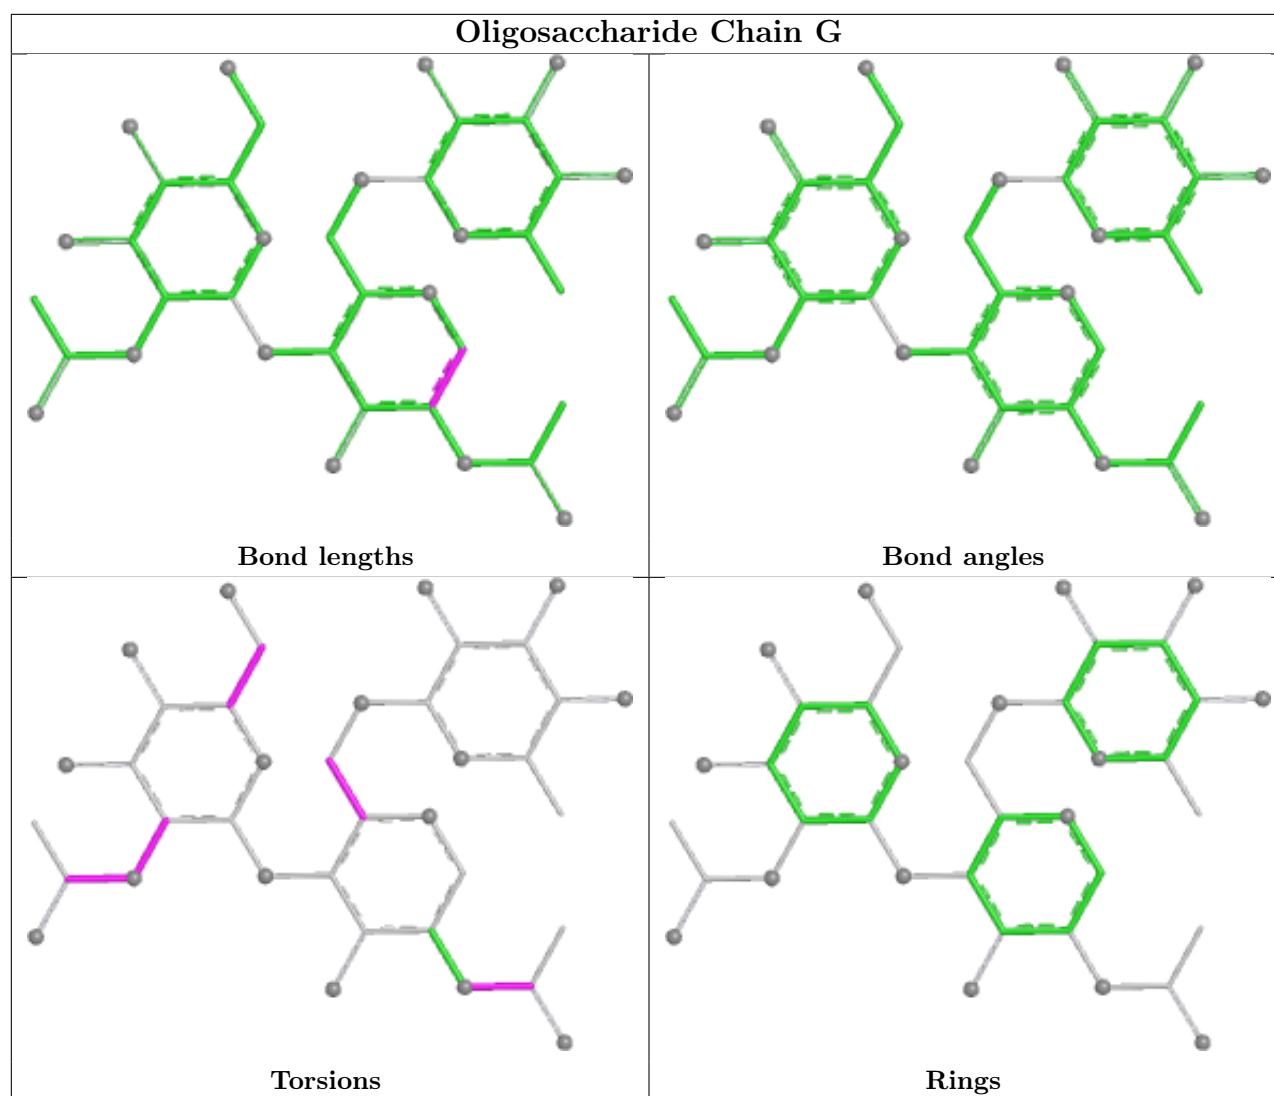 Oligosaccharide Chain G
Bond lengths
Bond angles
Torsions
Rings